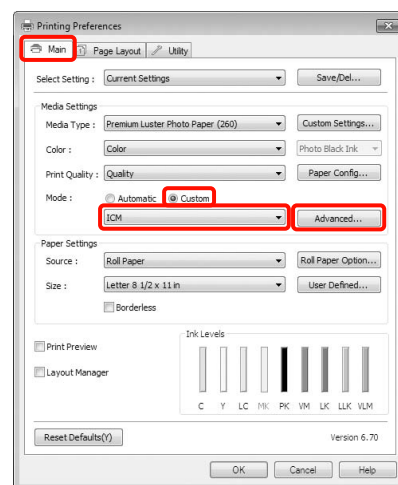 Printing Preferences
Main Page Layout Utility
Select Setting : Current Settings Save/Del...
Media Settings
Media Type : Premium Luster Photo Paper (260) Custom Settings...
Color : Color Photo Black Ink
Print Quality : Quality Paper Config...
Mode : Automatic Custom
ICM Advanced...
Paper Settings
Source : Roll Paper Roll Paper Option...
Size : Letter 8 1/2 x 11 in User Defined...
Borderless
Ink Levels
Print Preview
Layout Manager
C Y LC MK PK VM LK LLK VLM
Reset Defaults(Y) Version 6.70
OK Cancel Help